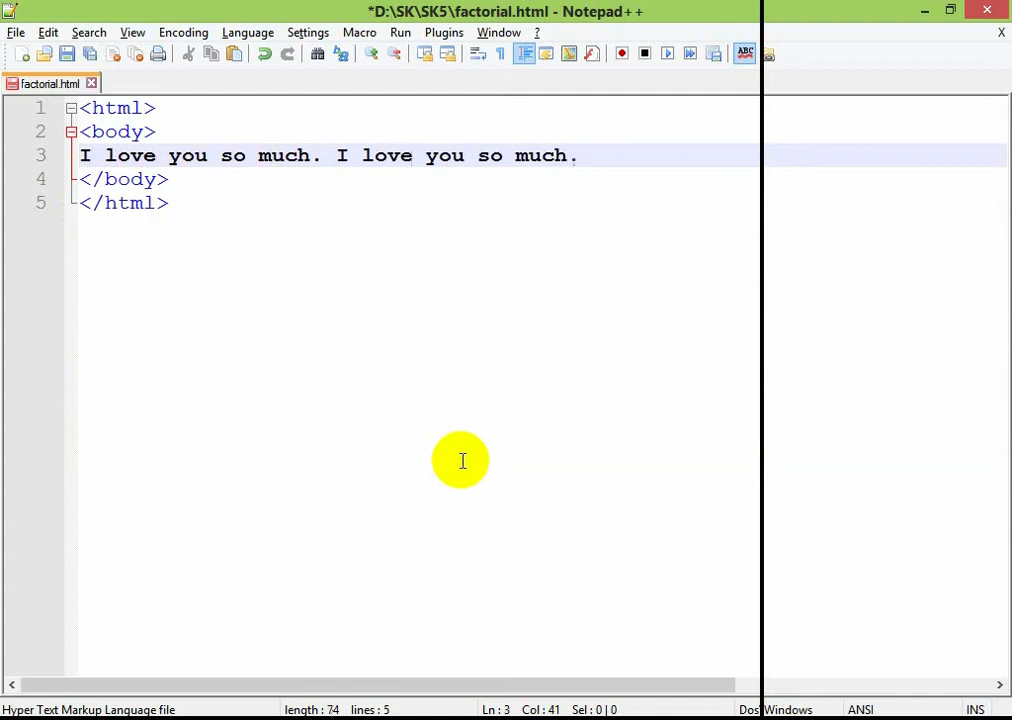 *D:\SK\SK5\factorial.html - Notepad++
File Edit Search View Encoding Language Settings Macro Run Plugins Window ? X
ABC
factorial.html
1 <html>
2 <body>
3 I love you so much. I love you so much.
4 </body>
5 </html>
Hyper Text Markup Language file length : 74 lines : 5 Ln : 3 Col : 41 Sel : 0 | 0 Dos\Windows ANSI INS